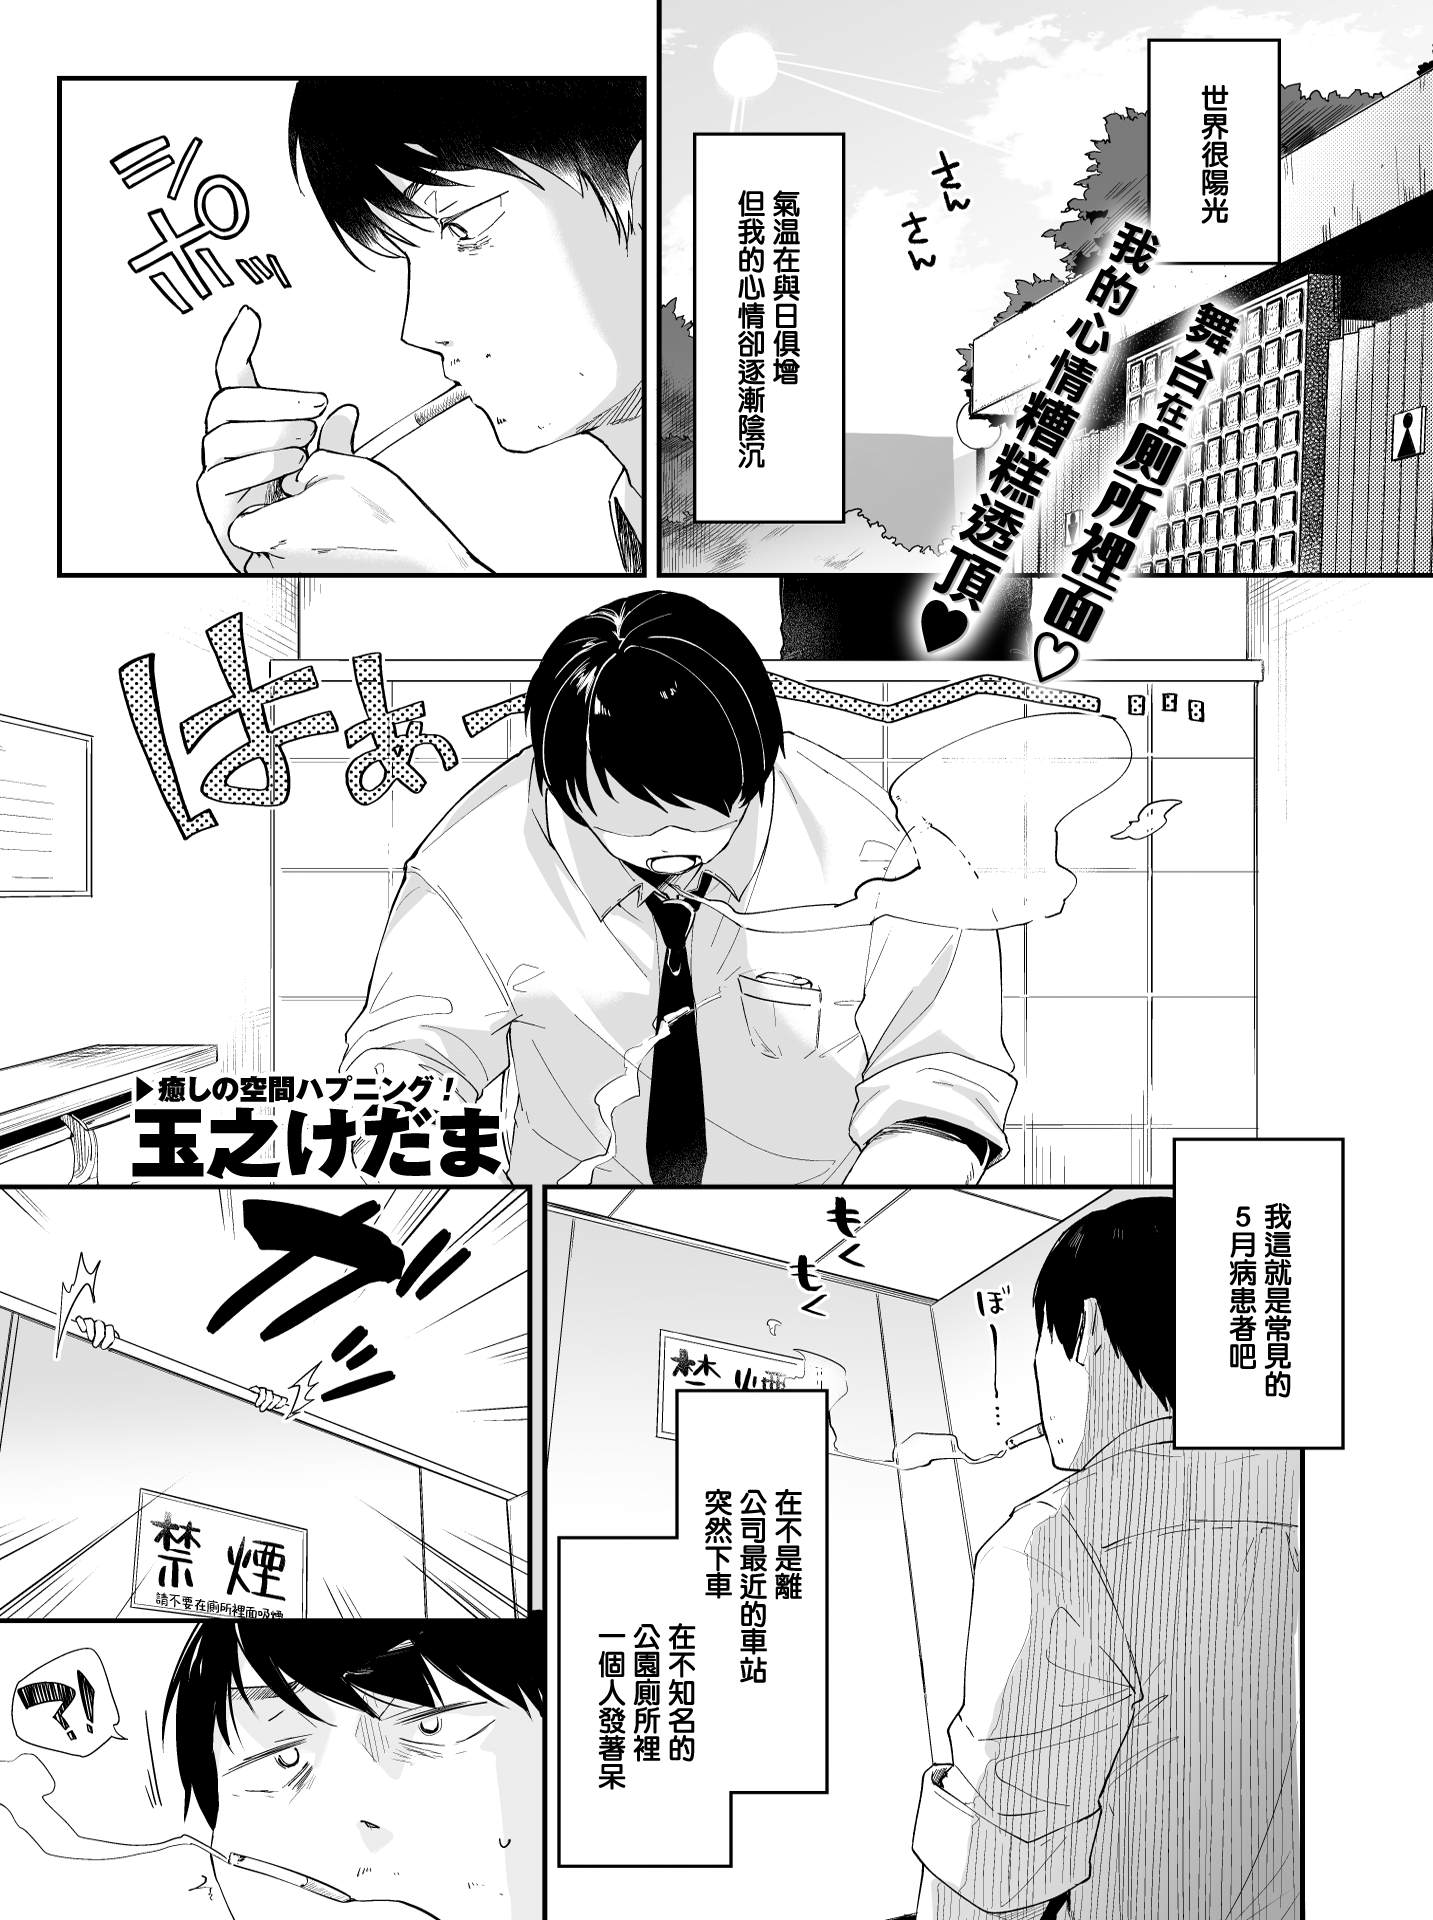 世界很陽光
さん
さん
舞台在廁所裡面♡
我的心情糟糕透頂♥
氣温在與日俱增
但我的心情卻逐漸陰沉
シポッ
はぁー…
▶癒しの空間ハプニング！
玉之けだま
我這就是常見的
5月病患者吧
もく
もく
ぼーー…
禁煙
在不是離
公司最近的車站
突然下車
在不知名的
公園廁所裡
一個人發著呆
ガッ
禁煙
請不要在廁所裡面吸煙
?!